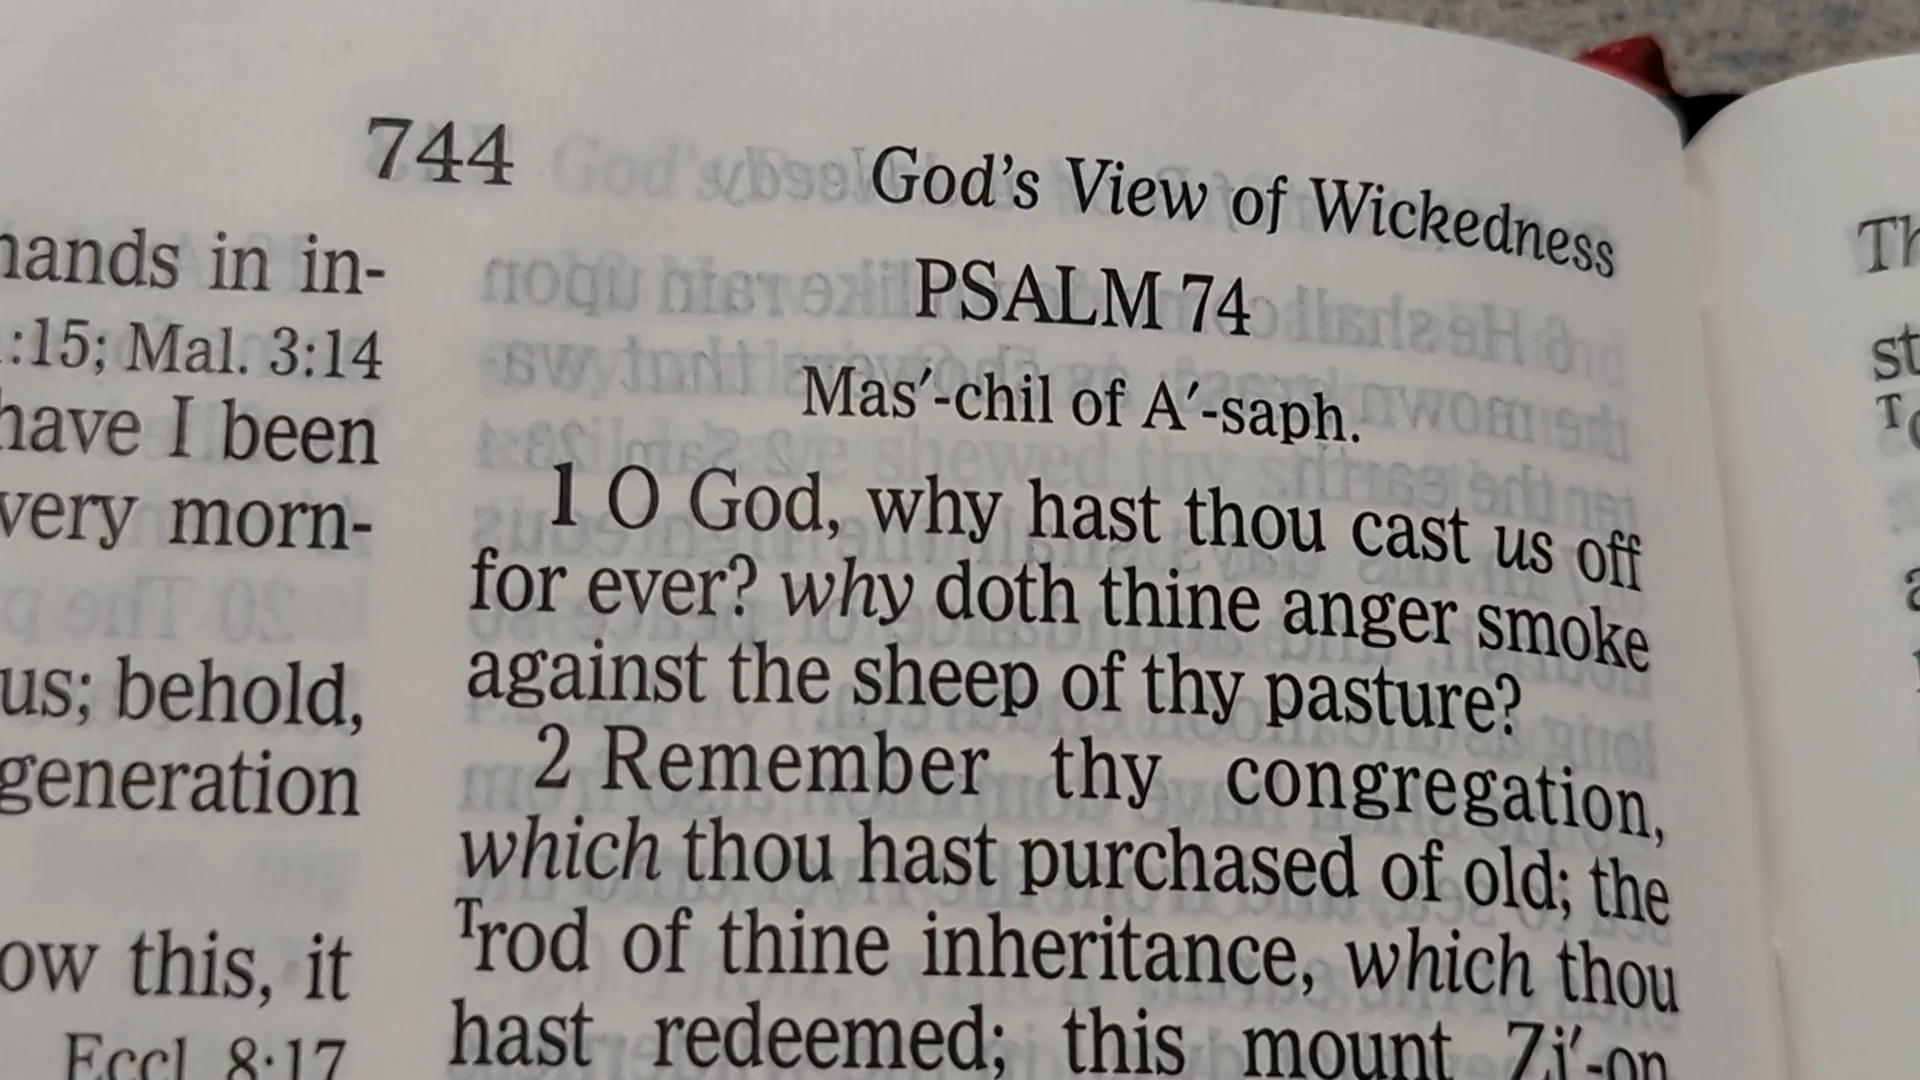 744 God's View of Wickedness
hands in in-
:15; Mal. 3:14
have I been
very morn-
us; behold,
generation
this, it
Eccl. 8:17
PSALM 74
Mas′-chil of A′-saph.
1 O God, why hast thou cast us off
for ever? why doth thine anger smoke
against the sheep of thy pasture?
2 Remember thy congregation,
which thou hast purchased of old; the
Trod of thine inheritance, which thou
hast redeemed; this mount Zi′-on